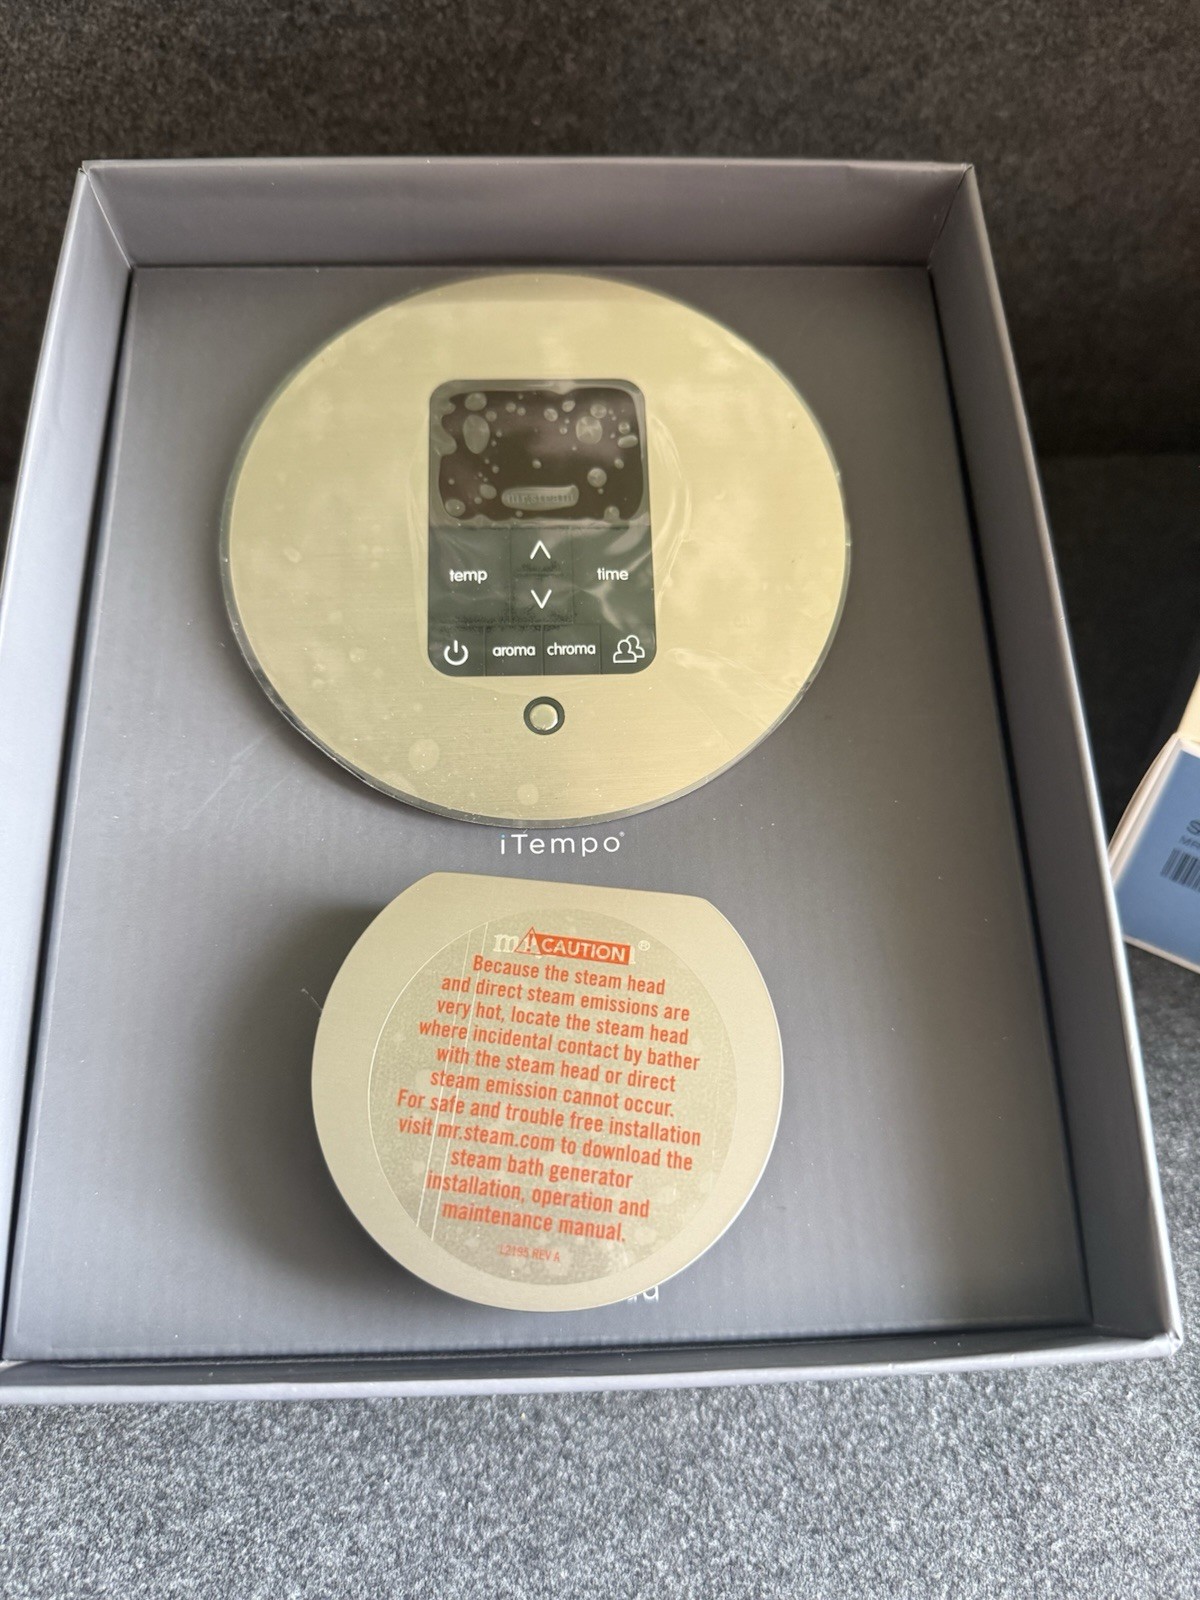 temp
time
aroma chroma
iTempo®
CAUTION ®
Because the steam head
and direct steam emissions are
very hot, locate the steam head
where incidental contact by bather
with the steam head or direct
steam emission cannot occur.
For safe and trouble free installation
visit mr.steam.com to download the
steam bath generator
installation, operation and
maintenance manual.
L2195 REV A